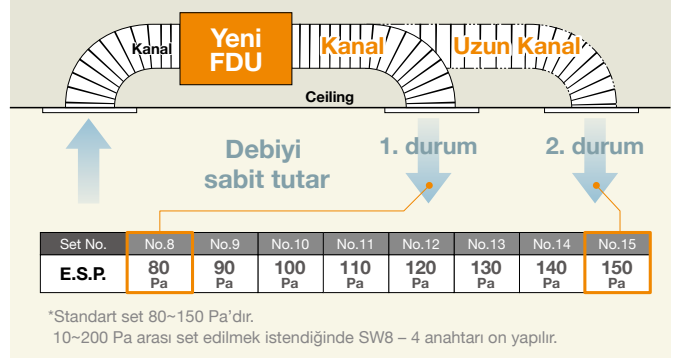 Kanal
Yeni
FDU
Kanal
Uzun Kanal
Ceiling
Debiyi
sabit tutar
1. durum
2. durum
Set No. No.8 No.9 No.10 No.11 No.12 No.13 No.14 No.15
E.S.P. 80 Pa 90 Pa 100 Pa 110 Pa 120 Pa 130 Pa 140 Pa 150 Pa
*Standart set 80~150 Pa’dır.
10~200 Pa arası set edilmek istendiğinde SW8 – 4 anahtarı on yapılır.